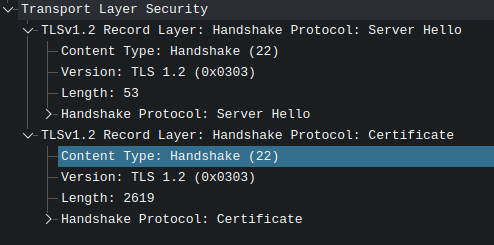 Transport Layer Security
TLSv1.2 Record Layer: Handshake Protocol: Server Hello
Content Type: Handshake (22)
Version: TLS 1.2 (0x0303)
Length: 53
Handshake Protocol: Server Hello
TLSv1.2 Record Layer: Handshake Protocol: Certificate
Content Type: Handshake (22)
Version: TLS 1.2 (0x0303)
Length: 2619
Handshake Protocol: Certificate